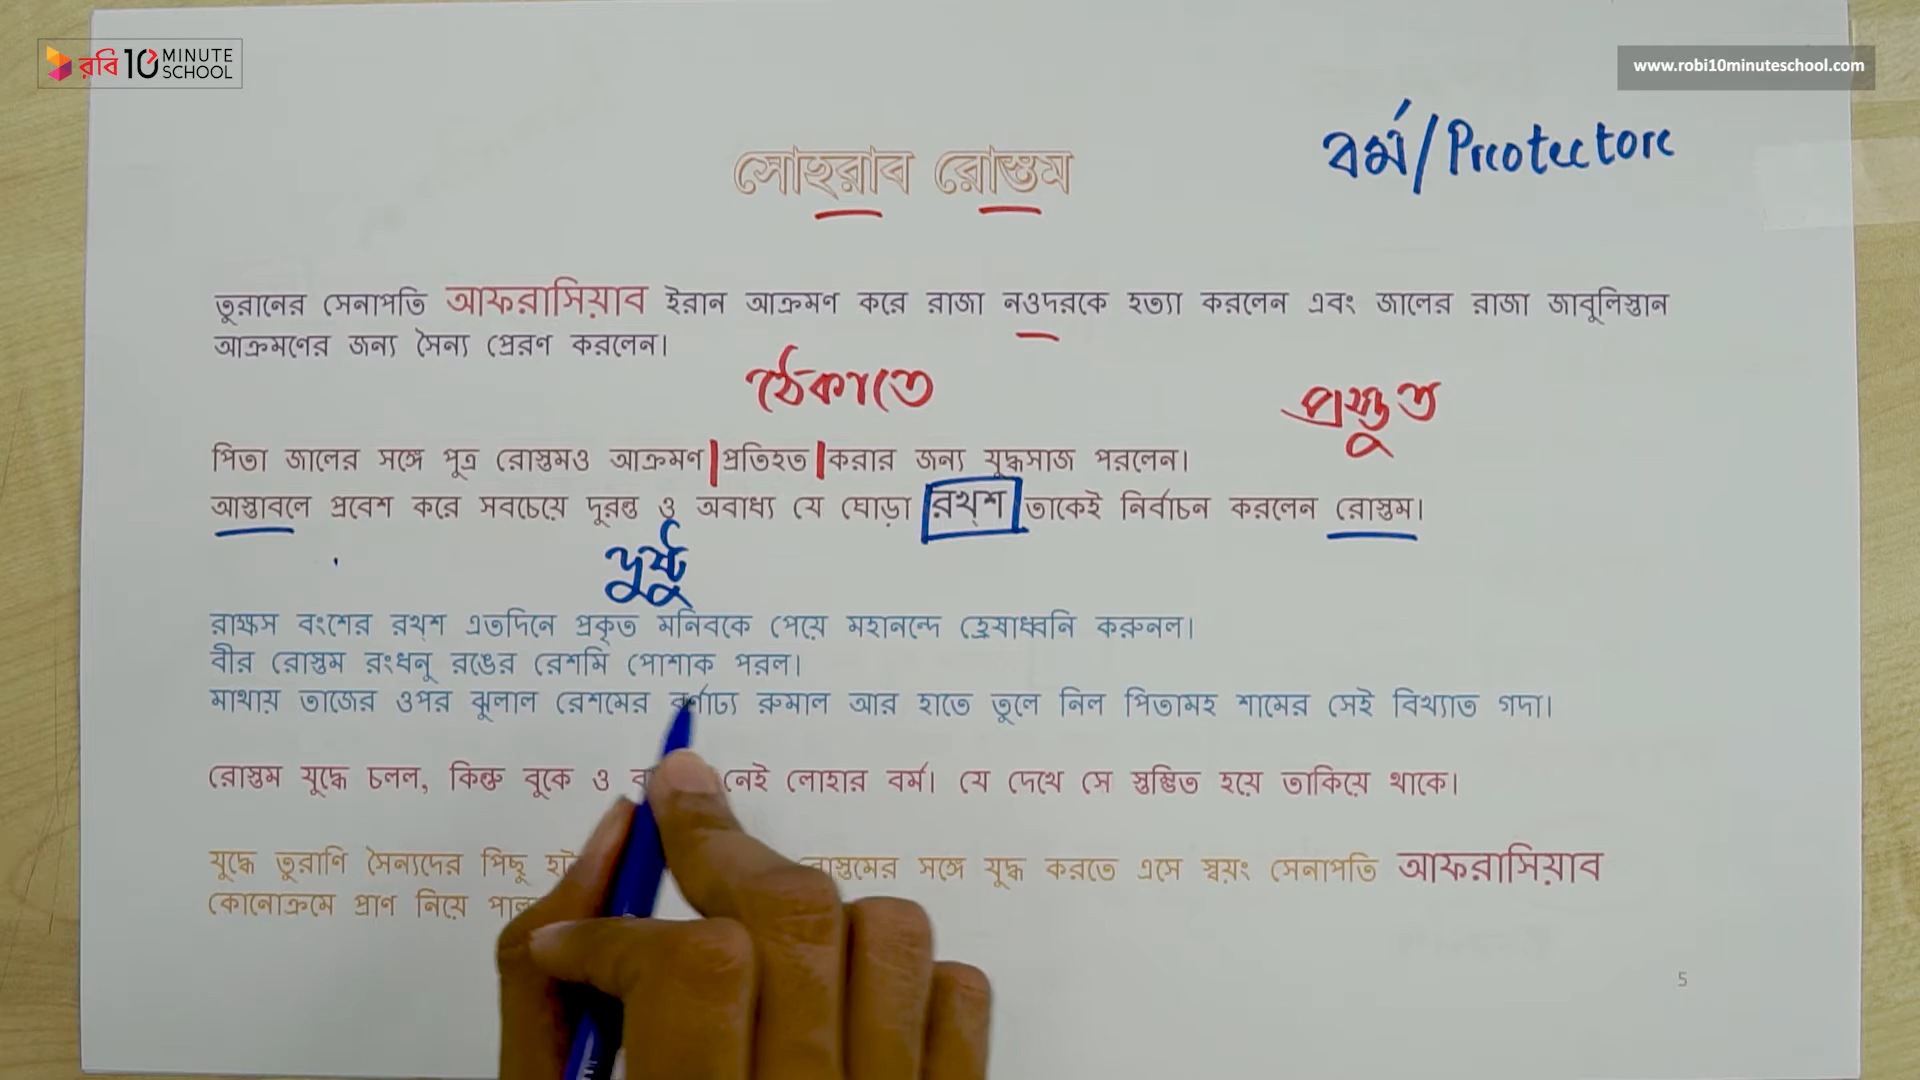 রবি 10 MINUTE SCHOOL
www.robi10minuteschool.com
বর্ম/Protector
সোহরাব রোস্তম
তুরানের সেনাপতি আফরাসিয়াব ইরান আক্রমণ করে রাজা নওদরকে হত্যা করলেন এবং জালের রাজা জাবুলিস্তান
আক্রমণের জন্য সৈন্য প্রেরণ করলেন।
ঠেকাতে
প্রস্তুত
পিতা জালের সঙ্গে পুত্র রোস্তমও আক্রমণ প্রতিহত করার জন্য যুদ্ধসাজ পরলেন।
আস্তাবলে প্রবেশ করে সবচেয়ে দুরন্ত ও অবাধ্য যে ঘোড়া রখ্‌শ তাকেই নির্বাচন করলেন রোস্তম।
দুষ্টু
রাক্ষস বংশের রখ্‌শ এতদিনে প্রকৃত মনিবকে পেয়ে মহানন্দে হ্রেষাধ্বনি করুনল।
বীর রোস্তম রংধনু রঙের রেশমি পোশাক পরল।
মাথায় তাজের ওপর ঝুলাল রেশমের বর্ণাঢ্য রুমাল আর হাতে তুলে নিল পিতামহ শামের সেই বিখ্যাত গদা।
রোস্তম যুদ্ধে চলল, কিন্তু বুকে ও নেই লোহার বর্ম। যে দেখে সে স্তম্ভিত হয়ে তাকিয়ে থাকে।
যুদ্ধে তুরাণি সৈন্যদের পিছু রোস্তমের সঙ্গে যুদ্ধ করতে এসে স্বয়ং সেনাপতি আফরাসিয়াব
কোনোক্রমে প্রাণ নিয়ে
5